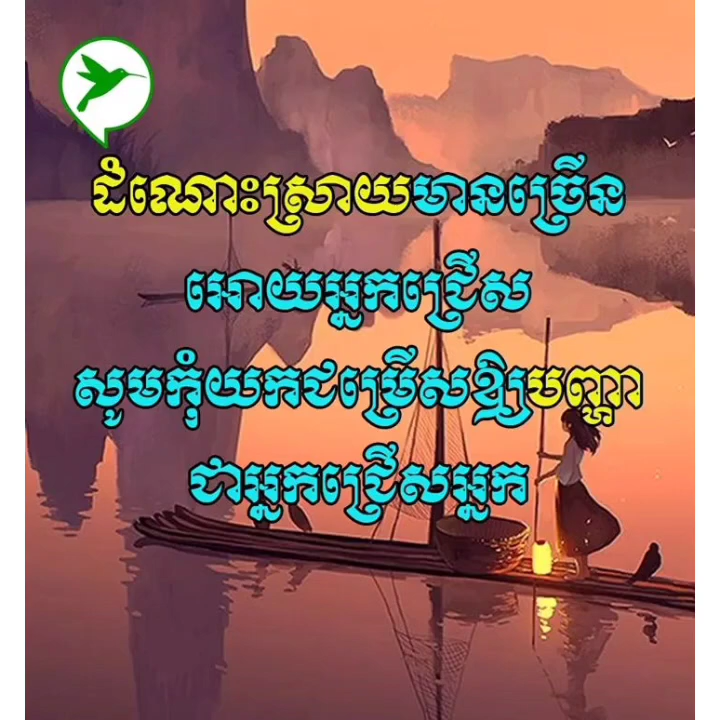 ដំណោះស្រាយមានច្រើន
អោយអ្នកជ្រើស
សូមកុំយកជម្រើសឱ្យបញ្ហា
ជាអ្នកជ្រើសអ្នក